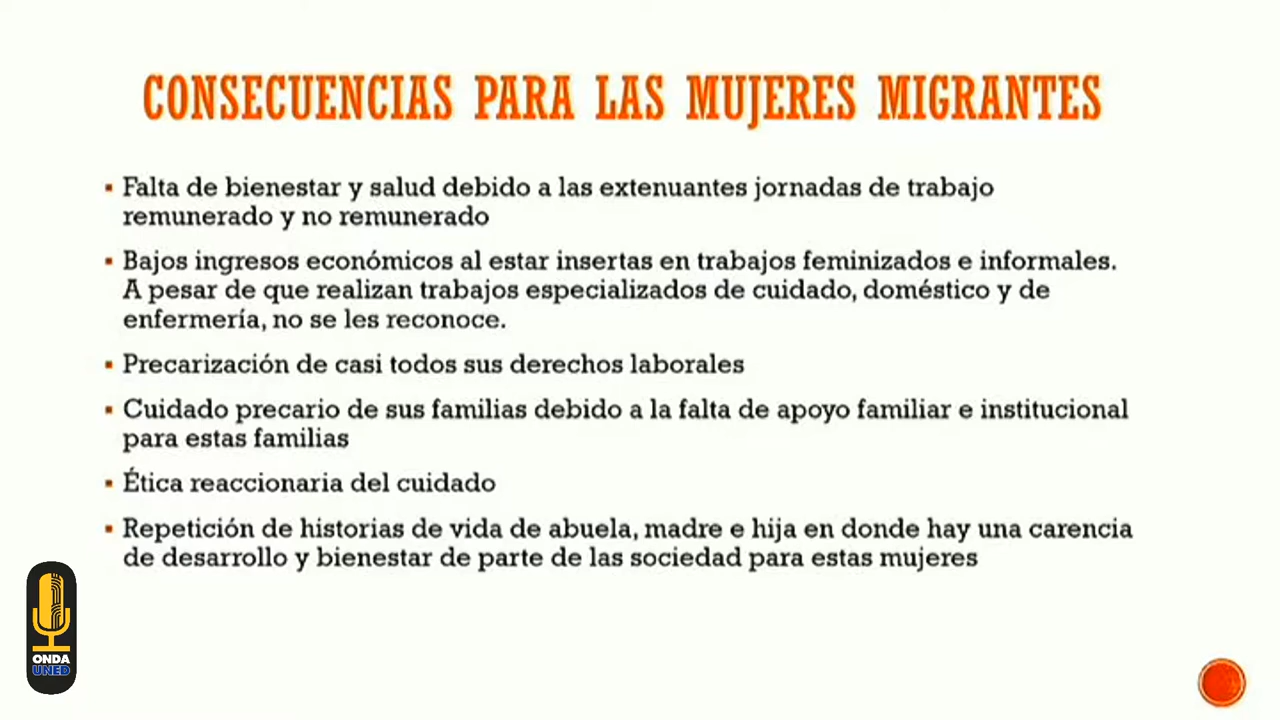 CONSECUENCIAS PARA LAS MUJERES MIGRANTES
▪ Falta de bienestar y salud debido a las extenuantes jornadas de trabajo
remunerado y no remunerado
▪ Bajos ingresos económicos al estar insertas en trabajos feminizados e informales.
A pesar de que realizan trabajos especializados de cuidado, doméstico y de
enfermería, no se les reconoce.
▪ Precarización de casi todos sus derechos laborales
▪ Cuidado precario de sus familias debido a la falta de apoyo familiar e institucional
para estas familias
▪ Ética reaccionaria del cuidado
▪ Repetición de historias de vida de abuela, madre e hija en donde hay una carencia
de desarrollo y bienestar de parte de las sociedad para estas mujeres
ONDA
UNED